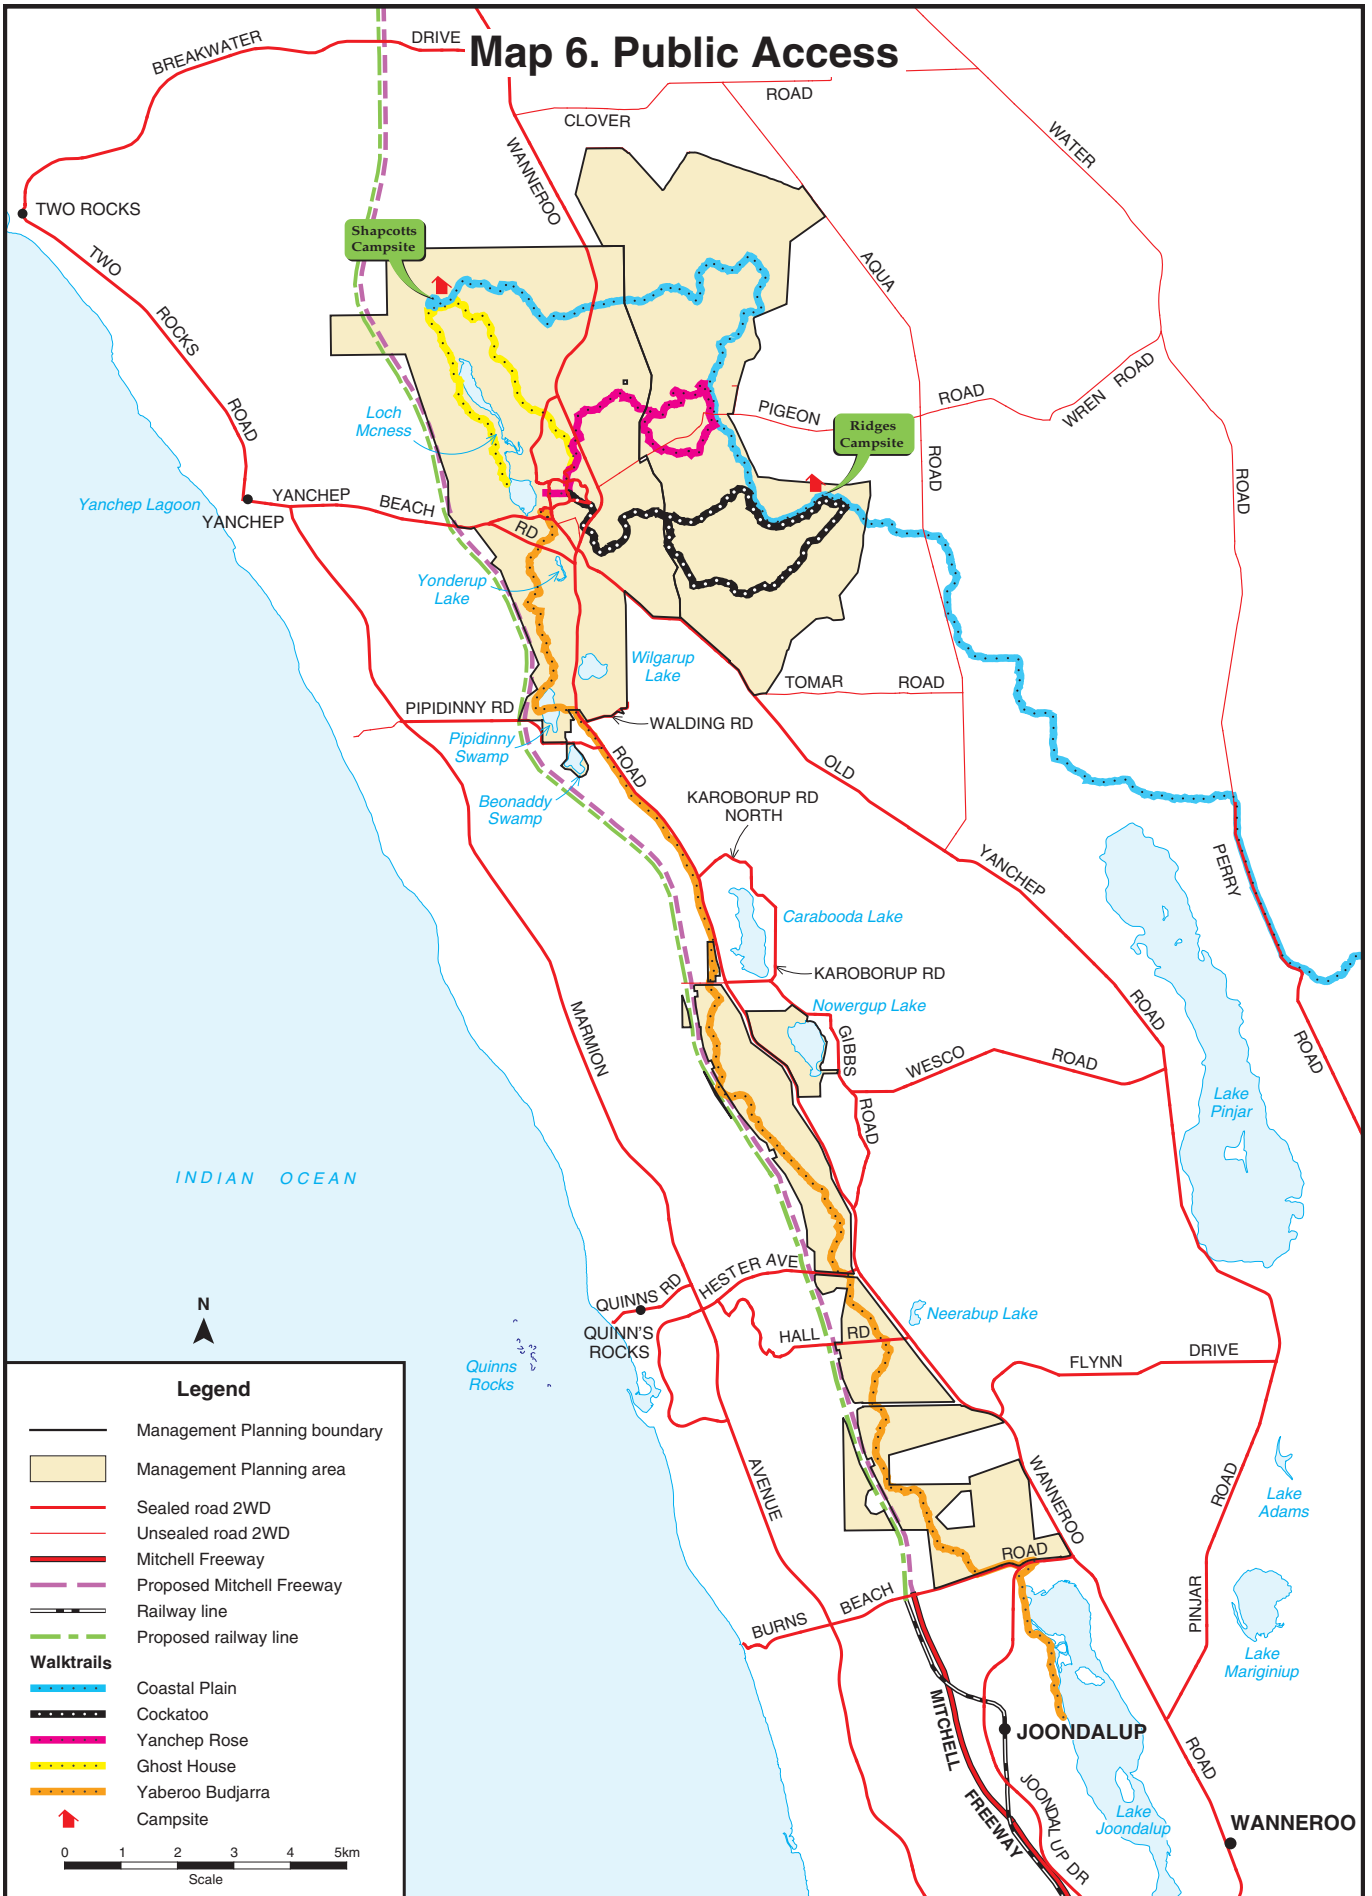 Map 6. Public Access
BREAKWATER
DRIVE
ROAD
CLOVER
WATER
WANNEROO
TWO ROCKS
Shapcotts
Campsite
TWO
ROCKS
ROAD
AQUA
Loch
Mcness
PIGEON
ROAD
WREN ROAD
Ridges
Campsite
ROAD
ROAD
Yanchep Lagoon
YANCHEP
YANCHEP
BEACH
RD
Yonderup
Lake
Wilgarup
Lake
TOMAR
ROAD
PIPIDINNY RD
WALDING RD
Pipidinny
Swamp
ROAD
OLD
Beonaddy
Swamp
KAROBORUP RD
NORTH
YANCHEP
PERRY
Carabooda Lake
KAROBORUP RD
Nowergup Lake
MARMION
GIBBS
ROAD
WESCO
ROAD
ROAD
ROAD
Lake
Pinjar
INDIAN OCEAN
HESTER AVE
QUINNS RD
QUINN'S
ROCKS
HALL
RD
Neerabup Lake
Quinns
Rocks
FLYNN
DRIVE
N
AVENUE
WANNEROO
ROAD
Lake
Adams
ROAD
BURNS
BEACH
PINJAR
Lake
Mariginiup
MITCHELL
FREEWAY
JOONDALUP
JOONDALUP DR
ROAD
Lake
Joondalup
WANNEROO
Legend
Management Planning boundary
Management Planning area
Sealed road 2WD
Unsealed road 2WD
Mitchell Freeway
Proposed Mitchell Freeway
Railway line
Proposed railway line
Walktrails
Coastal Plain
Cockatoo
Yanchep Rose
Ghost House
Yaberoo Budjarra
Campsite
0 1 2 3 4 5km
Scale